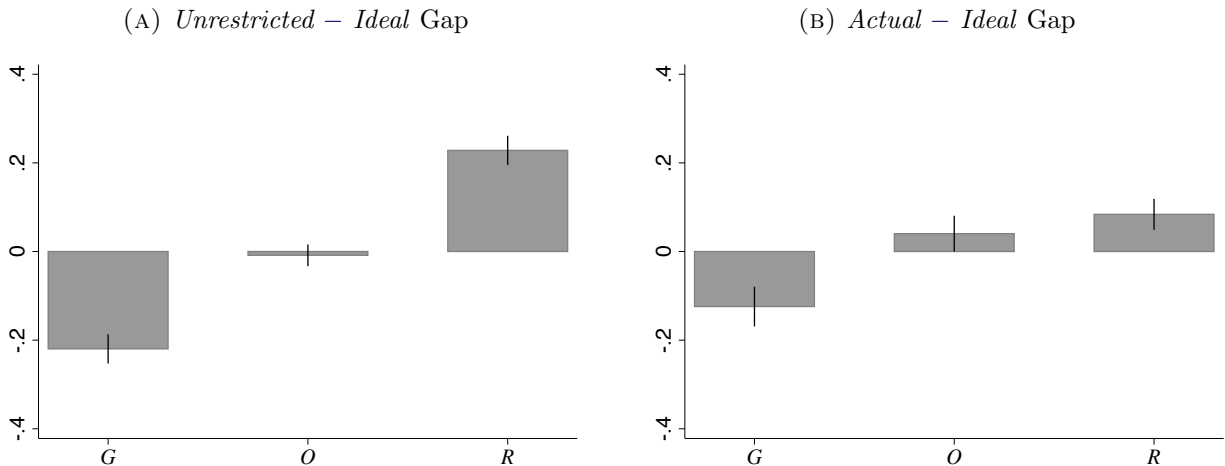 (A) Unrestricted − Ideal Gap
.4
.2
0
-.2
-.4
G O R
(B) Actual − Ideal Gap
.4
.2
0
-.2
-.4
G O R